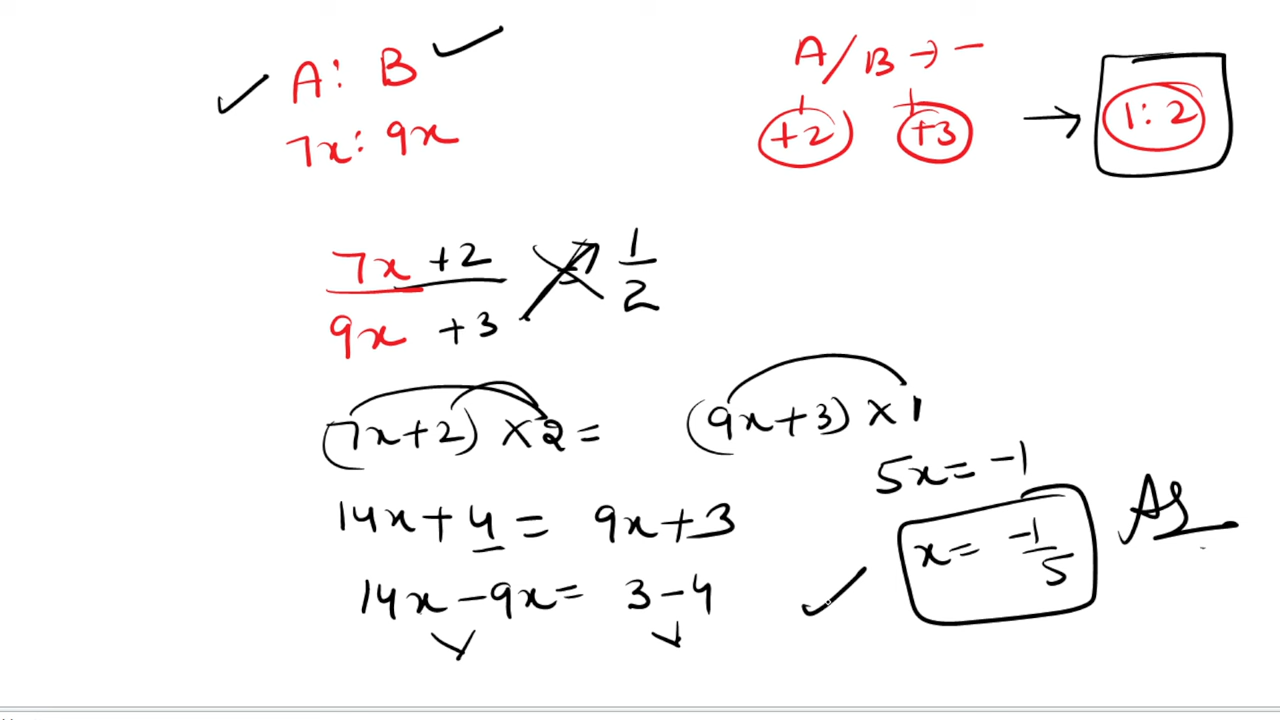 A : B
7x : 9x
A/B → –
+2 +3 → 1:2
7x +2 / 9x +3 1/2
(7x+2) × 2 = (9x+3) × 1
14x + 4 = 9x + 3
14x – 9x = 3 – 4
5x = –1
x = –1/5